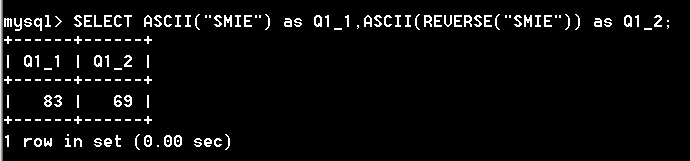 mysql> SELECT ASCII("SMIE") as Q1_1,ASCII(REVERSE("SMIE")) as Q1_2;
+------+------+
| Q1_1 | Q1_2 |
+------+------+
|   83 |   69 |
+------+------+
1 row in set (0.00 sec)